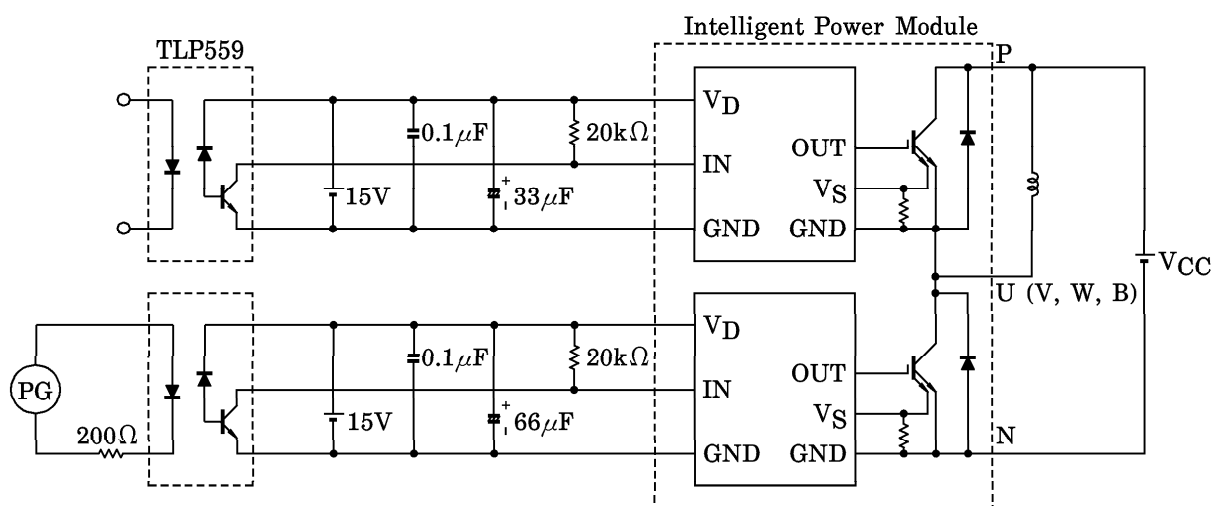 Intelligent Power Module
TLP559
P
V_D
0.1μF
20kΩ
OUT
IN
V_S
15V
+
33μF
GND
GND
V_CC
U (V, W, B)
V_D
0.1μF
20kΩ
OUT
PG
IN
V_S
15V
+
66μF
200Ω
N
GND
GND